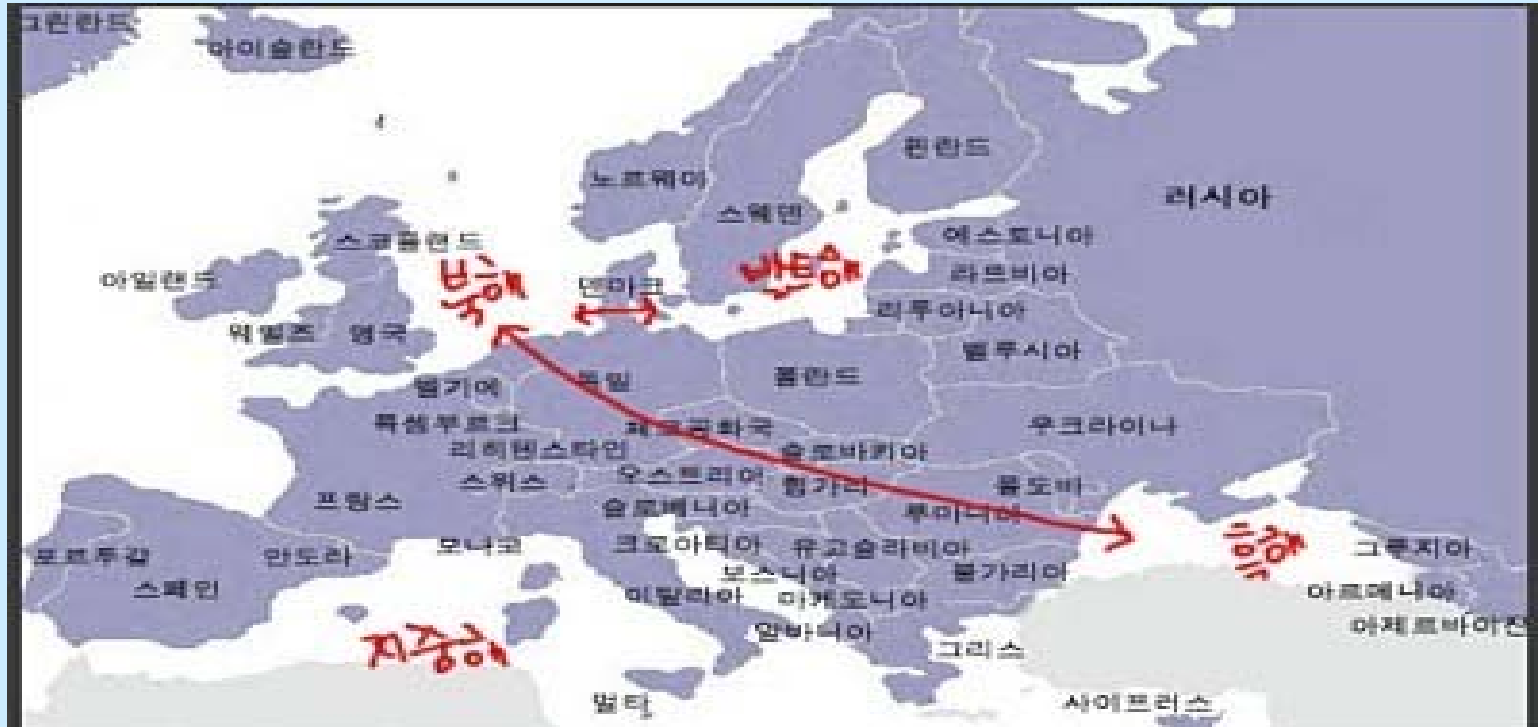 그린란드
아이슬란드
핀란드
노르웨이
러시아
스웨덴
스코틀랜드
에스토니아
발트해
라트비아
아일랜드
북해
덴마크
리투아니아
웨일즈 영국
벨루시아
벨기에
독일
폴란드
룩셈부르크
체코공화국
우크라이나
리히텐스타인
슬로바키아
스위스
오스트리아
헝가리
몰도바
프랑스
슬로베니아
루마니아
모나코
크로아티아
유고슬라비아
흑해
그루지아
포르투갈
안도라
보스니아
불가리아
스페인
이탈리아
마케도니아
아르메니아
알바니아
아제르바이잔
지중해
그리스
몰타
사이프러스